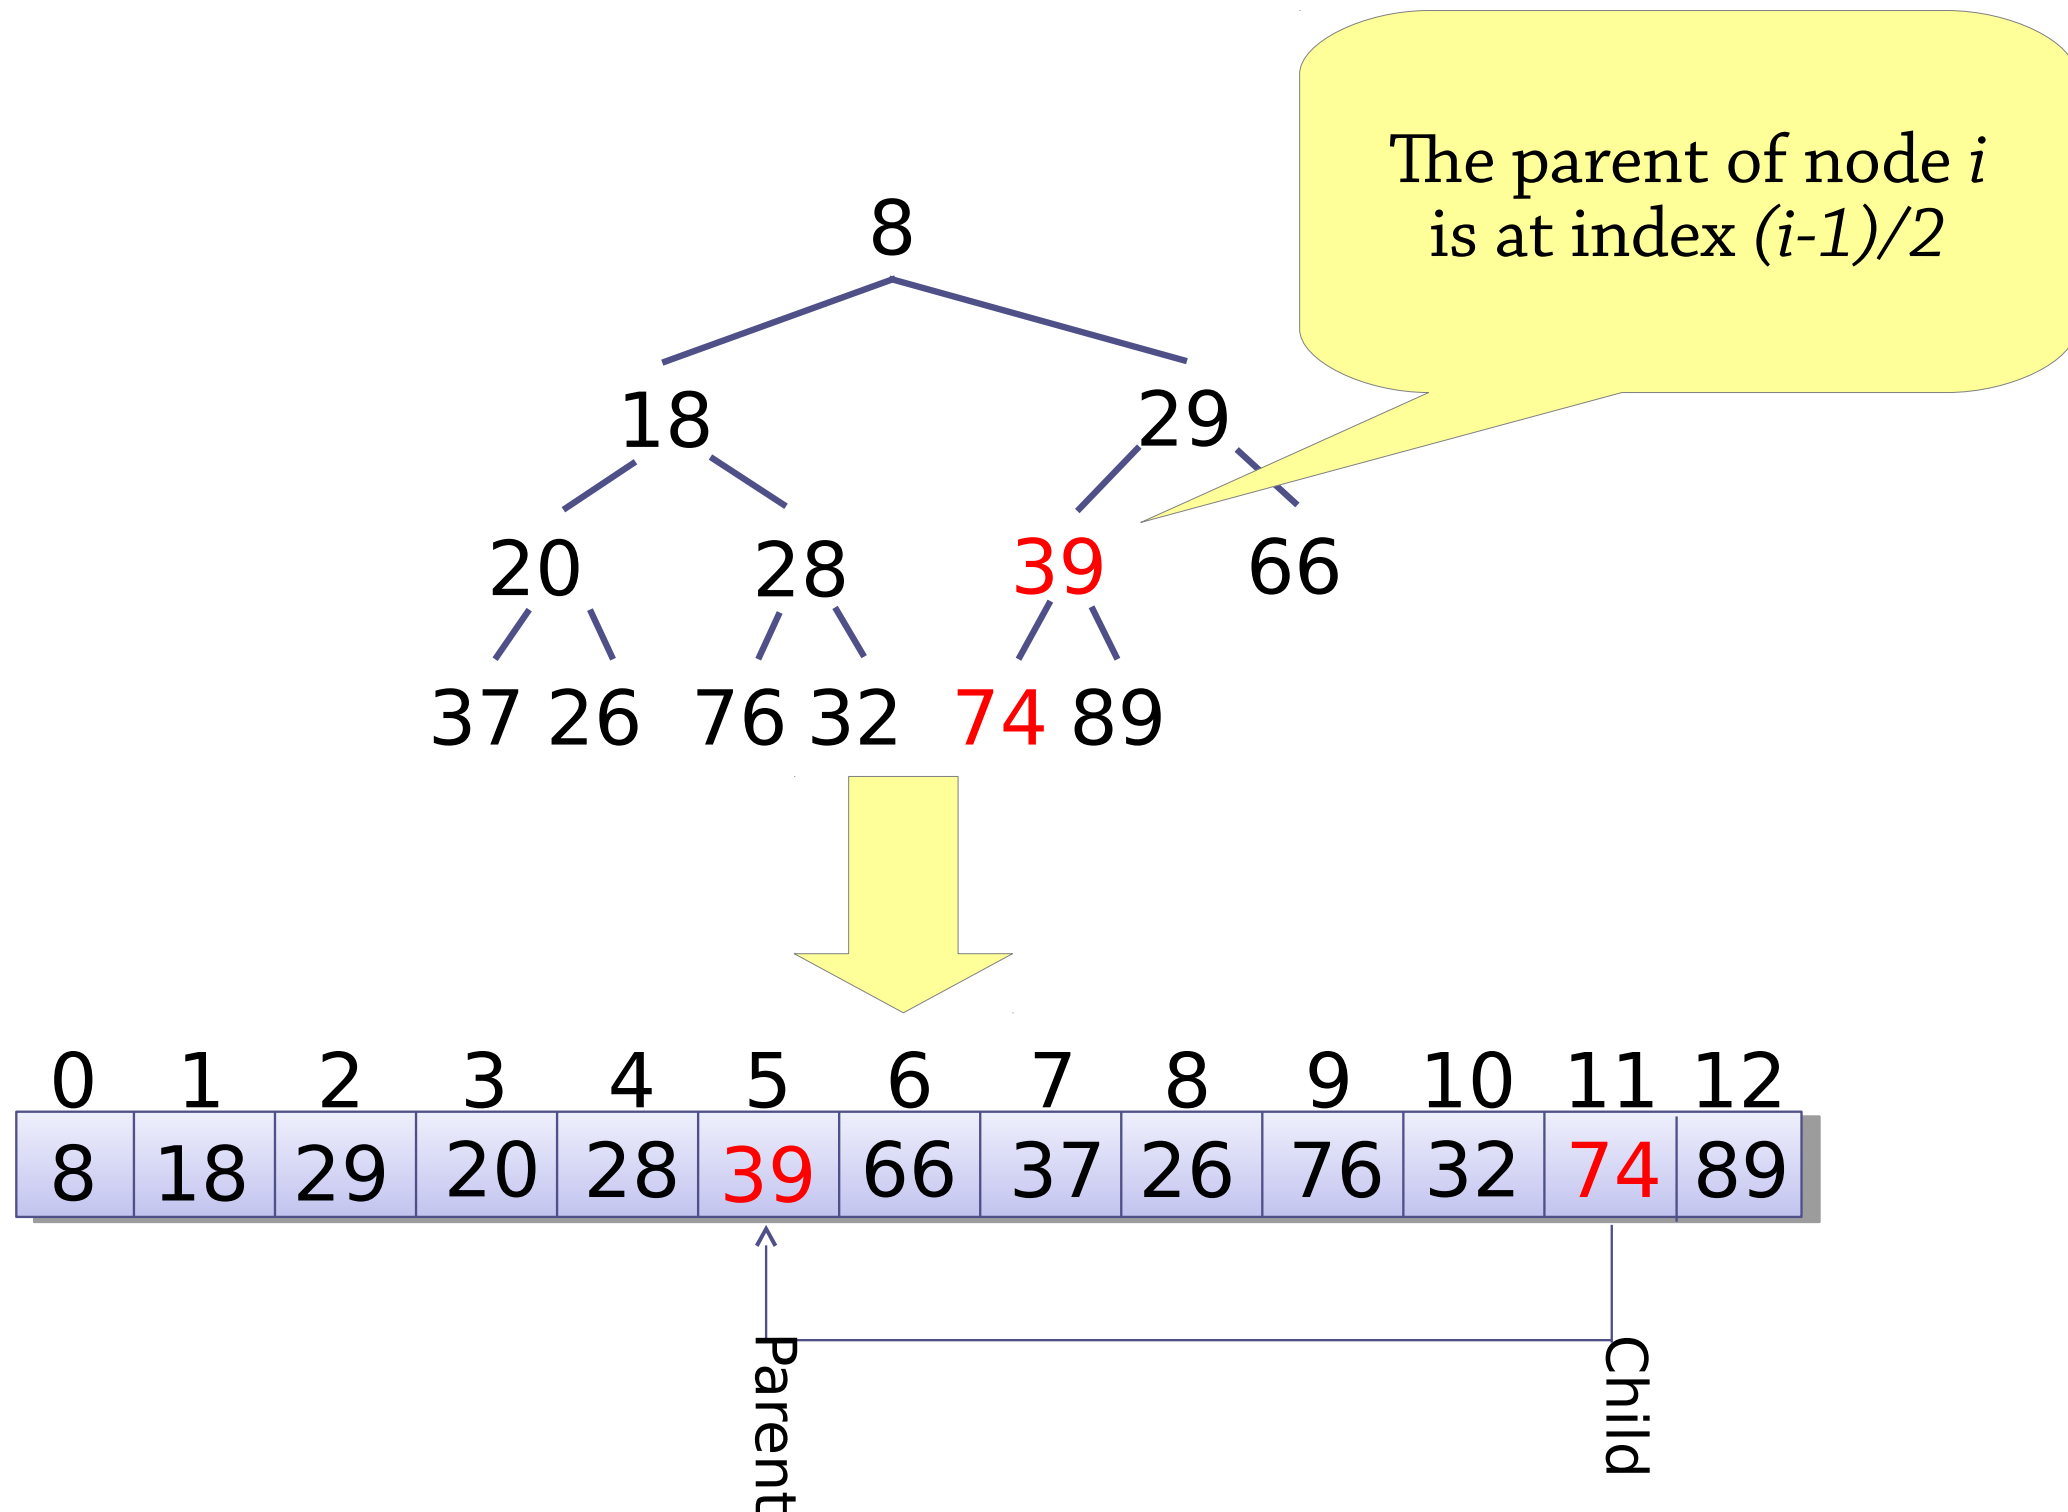 The parent of node i
is at index (i-1)/2
8
18 29
20 28 39 66
37 26 76 32 74 89
0 1 2 3 4 5 6 7 8 9 10 11 12
8 18 29 20 28 39 66 37 26 76 32 74 89
Parent
Child